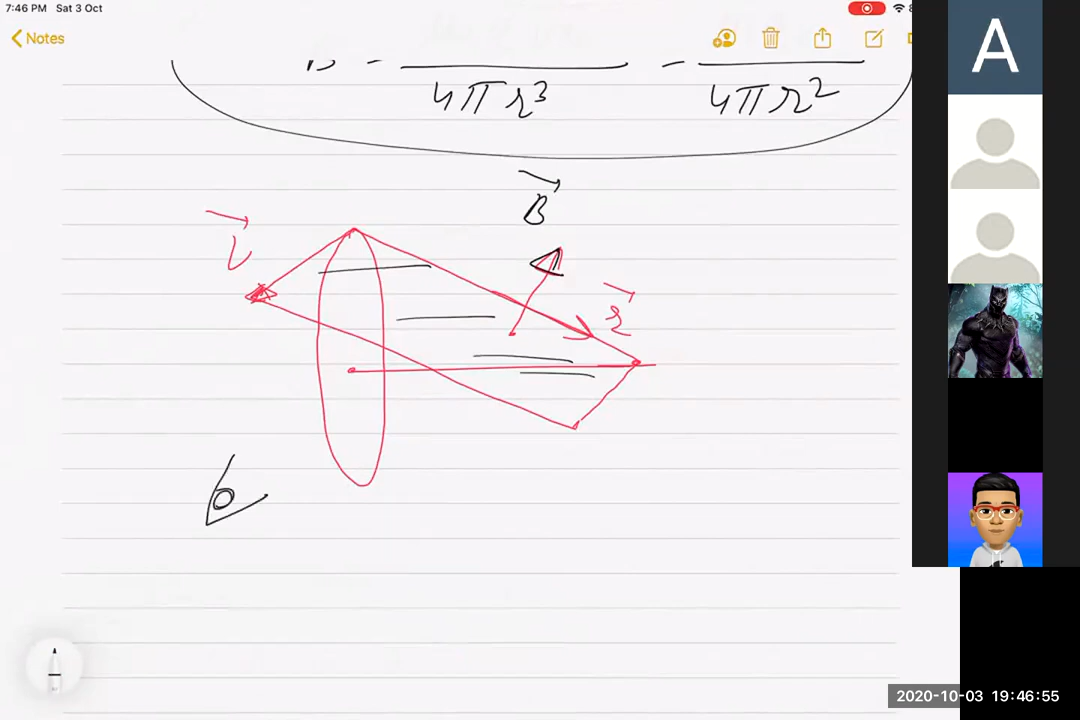 7:46 PM Sat 3 Oct
Notes
A
4πr³ 4πr²
B
i
r
2020-10-03 19:46:55